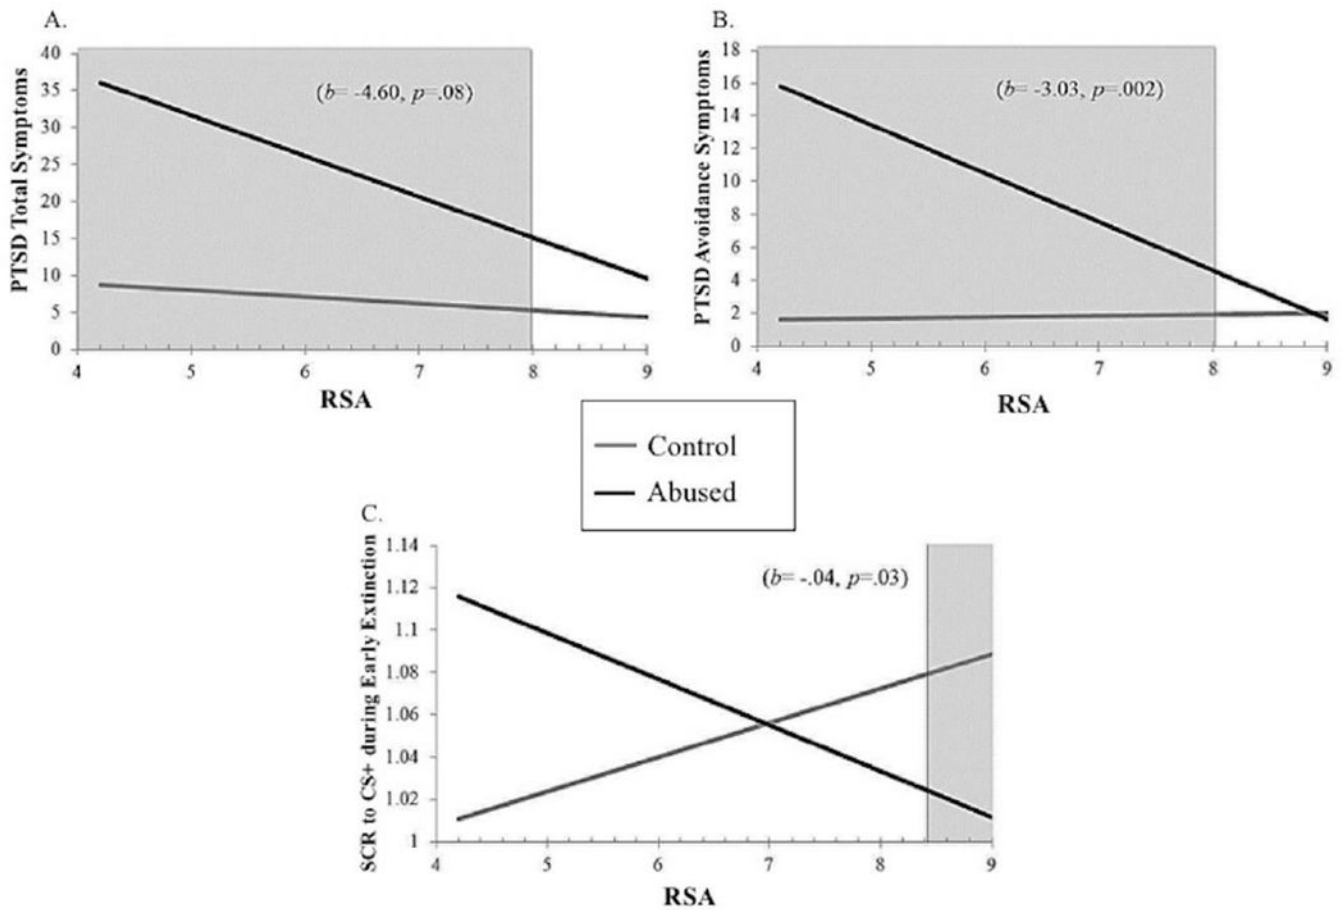 A.
PTSD Total Symptoms
40
35
30
25
20
15
10
5
0
(b= -4.60, p=.08)
4 5 6 7 8 9
RSA
B.
PTSD Avoidance Symptoms
18
16
14
12
10
8
6
4
2
0
(b= -3.03, p=.002)
4 5 6 7 8 9
RSA
Control
Abused
C.
SCR to CS+ during Early Extinction
1.14
1.12
1.1
1.08
1.06
1.04
1.02
1
(b= -.04, p=.03)
4 5 6 7 8 9
RSA